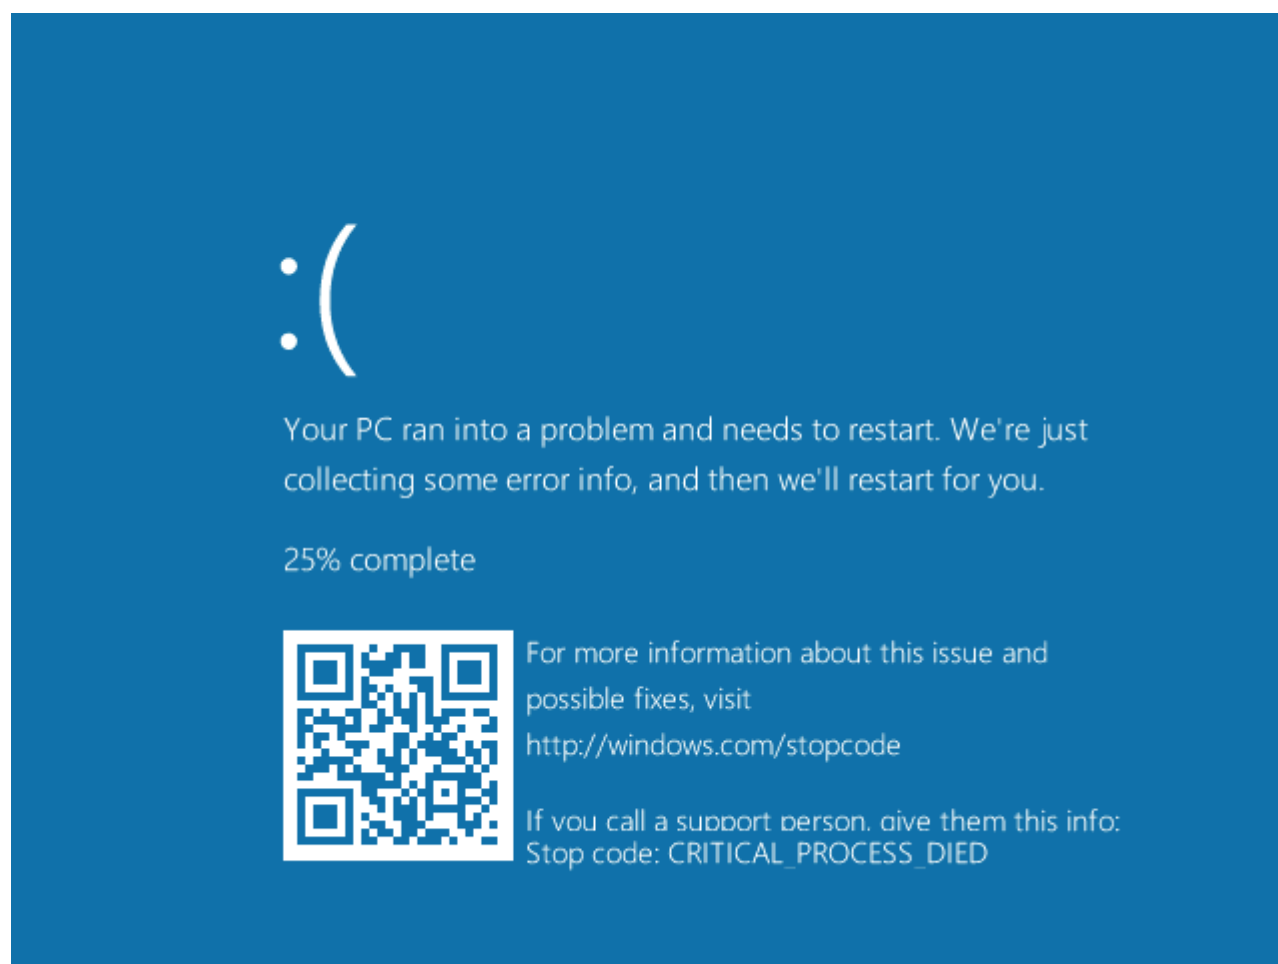 :(
Your PC ran into a problem and needs to restart. We're just
collecting some error info, and then we'll restart for you.
25% complete
For more information about this issue and
possible fixes, visit
http://windows.com/stopcode
If you call a support person, give them this info:
Stop code: CRITICAL_PROCESS_DIED